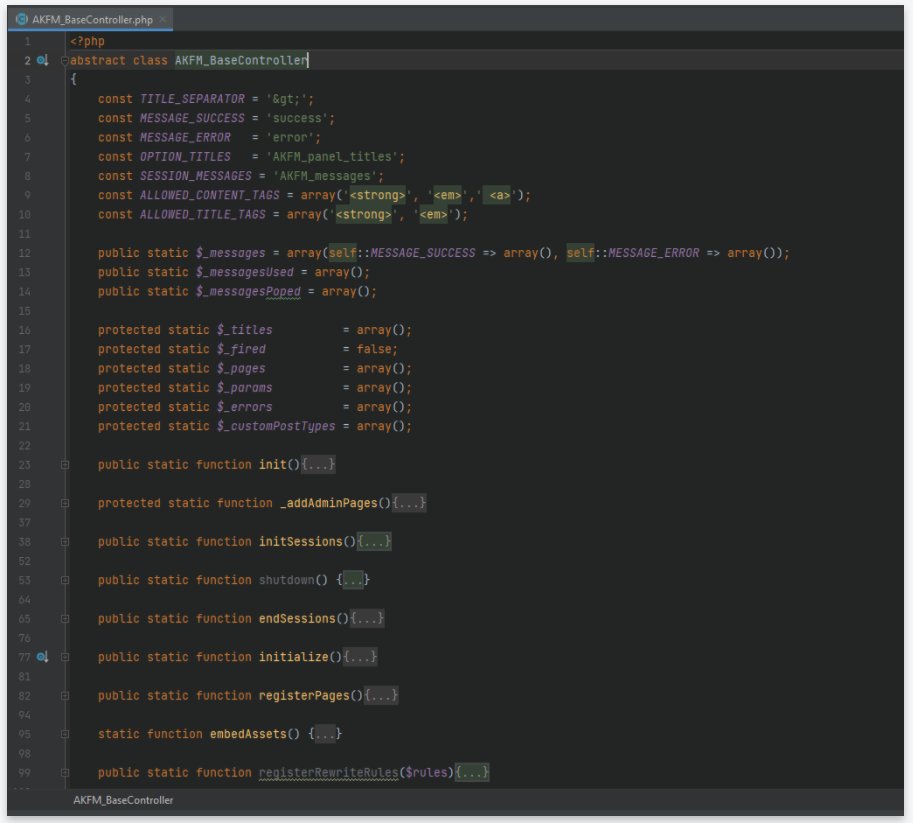 AKFM_BaseController.php ×
1 <?php
2 abstract class AKFM_BaseController
3 {
4 const TITLE_SEPARATOR = '&gt;';
5 const MESSAGE_SUCCESS = 'success';
6 const MESSAGE_ERROR   = 'error';
7 const OPTION_TITLES   = 'AKFM_panel_titles';
8 const SESSION_MESSAGES = 'AKFM_messages';
9 const ALLOWED_CONTENT_TAGS = array('<strong>', '<em>',' <a>');
10 const ALLOWED_TITLE_TAGS = array('<strong>', '<em>');
11
12 public static $_messages = array(self::MESSAGE_SUCCESS => array(), self::MESSAGE_ERROR => array());
13 public static $_messagesUsed = array();
14 public static $_messagesPoped = array();
15
16 protected static $_titles          = array();
17 protected static $_fired           = false;
18 protected static $_pages           = array();
19 protected static $_params          = array();
20 protected static $_errors          = array();
21 protected static $_customPostTypes = array();
22
23 public static function init(){...}
28
29 protected static function _addAdminPages(){...}
37
38 public static function initSessions(){...}
52
53 public static function shutdown() {...}
64
65 public static function endSessions(){...}
76
77 public static function initialize(){...}
81
82 public static function registerPages(){...}
94
95 static function embedAssets() {...}
98
99 public static function registerRewriteRules($rules){...}
AKFM_BaseController